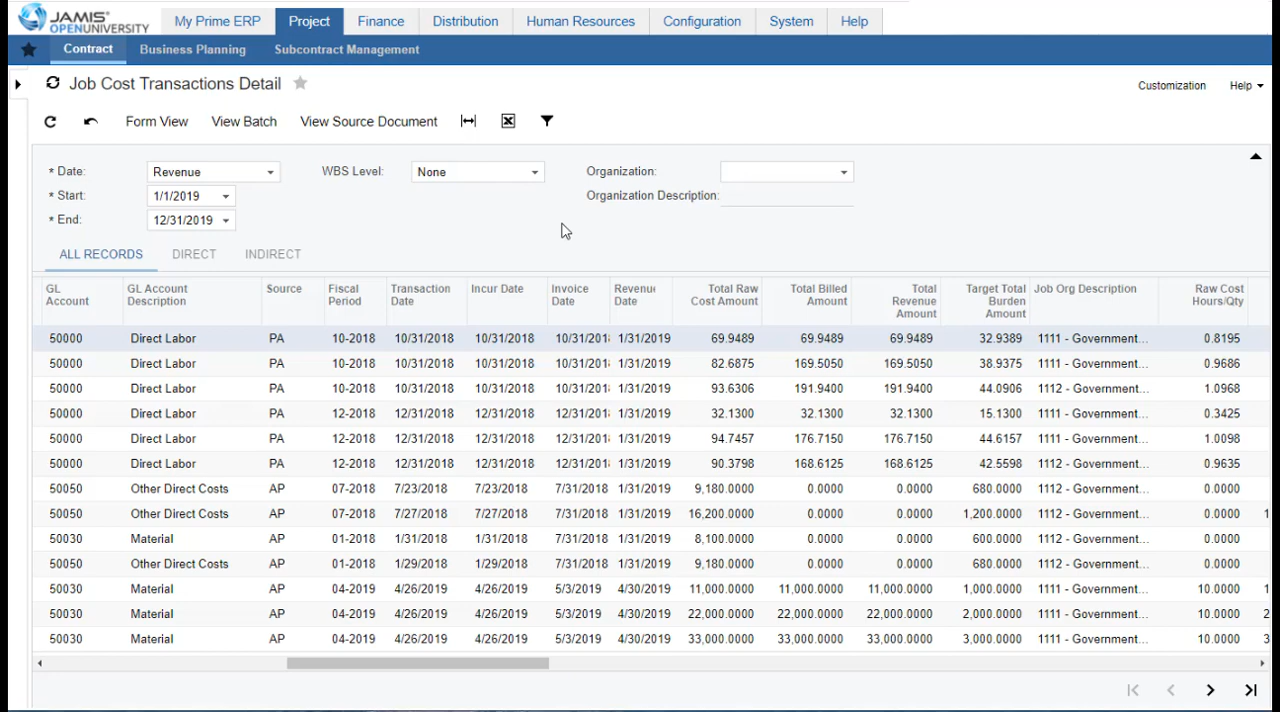 JAMIS
OPENUNIVERSITY
My Prime ERP Project Finance Distribution Human Resources Configuration System Help
Contract Business Planning Subcontract Management
Job Cost Transactions Detail Customization Help
Form View View Batch View Source Document
* Date: Revenue WBS Level: None Organization:
* Start: 1/1/2019 Organization Description:
* End: 12/31/2019
ALL RECORDS DIRECT INDIRECT
GL Account GL Account Description Source Fiscal Period Transaction Date Incur Date Invoice Date Revenue Date Total Raw Cost Amount Total Billed Amount Total Revenue Amount Target Total Burden Amount Job Org Description Raw Cost Hours/Qty
50000 Direct Labor PA 10-2018 10/31/2018 10/31/2018 10/31/2018 1/31/2019 69.9489 69.9489 69.9489 32.9389 1111 - Government... 0.8195
50000 Direct Labor PA 10-2018 10/31/2018 10/31/2018 10/31/2018 1/31/2019 82.6875 169.5050 169.5050 38.9375 1111 - Government... 0.9686
50000 Direct Labor PA 10-2018 10/31/2018 10/31/2018 10/31/2018 1/31/2019 93.6306 191.9400 191.9400 44.0906 1112 - Government... 1.0968
50000 Direct Labor PA 12-2018 12/31/2018 12/31/2018 12/31/2018 1/31/2019 32.1300 32.1300 32.1300 15.1300 1111 - Government... 0.3425
50000 Direct Labor PA 12-2018 12/31/2018 12/31/2018 12/31/2018 1/31/2019 94.7457 176.7150 176.7150 44.6157 1111 - Government... 1.0098
50000 Direct Labor PA 12-2018 12/31/2018 12/31/2018 12/31/2018 1/31/2019 90.3798 168.6125 168.6125 42.5598 1112 - Government... 0.9635
50050 Other Direct Costs AP 07-2018 7/23/2018 7/23/2018 7/31/2018 1/31/2019 9,180.0000 0.0000 0.0000 680.0000 1112 - Government... 0.0000
50050 Other Direct Costs AP 07-2018 7/27/2018 7/27/2018 7/31/2018 1/31/2019 16,200.0000 0.0000 0.0000 1,200.0000 1112 - Government... 0.0000 1
50030 Material AP 01-2018 1/31/2018 1/31/2018 7/31/2018 1/31/2019 8,100.0000 0.0000 0.0000 600.0000 1112 - Government... 0.0000
50050 Other Direct Costs AP 01-2018 1/29/2018 1/29/2018 7/31/2018 1/31/2019 9,180.0000 0.0000 0.0000 680.0000 1112 - Government... 0.0000
50030 Material AP 04-2019 4/26/2019 4/26/2019 5/3/2019 4/30/2019 11,000.0000 11,000.0000 11,000.0000 1,000.0000 1111 - Government... 10.0000 1
50030 Material AP 04-2019 4/26/2019 4/26/2019 5/3/2019 4/30/2019 22,000.0000 22,000.0000 22,000.0000 2,000.0000 1111 - Government... 10.0000 2
50030 Material AP 04-2019 4/26/2019 4/26/2019 5/3/2019 4/30/2019 33,000.0000 33,000.0000 33,000.0000 3,000.0000 1111 - Government... 10.0000 3